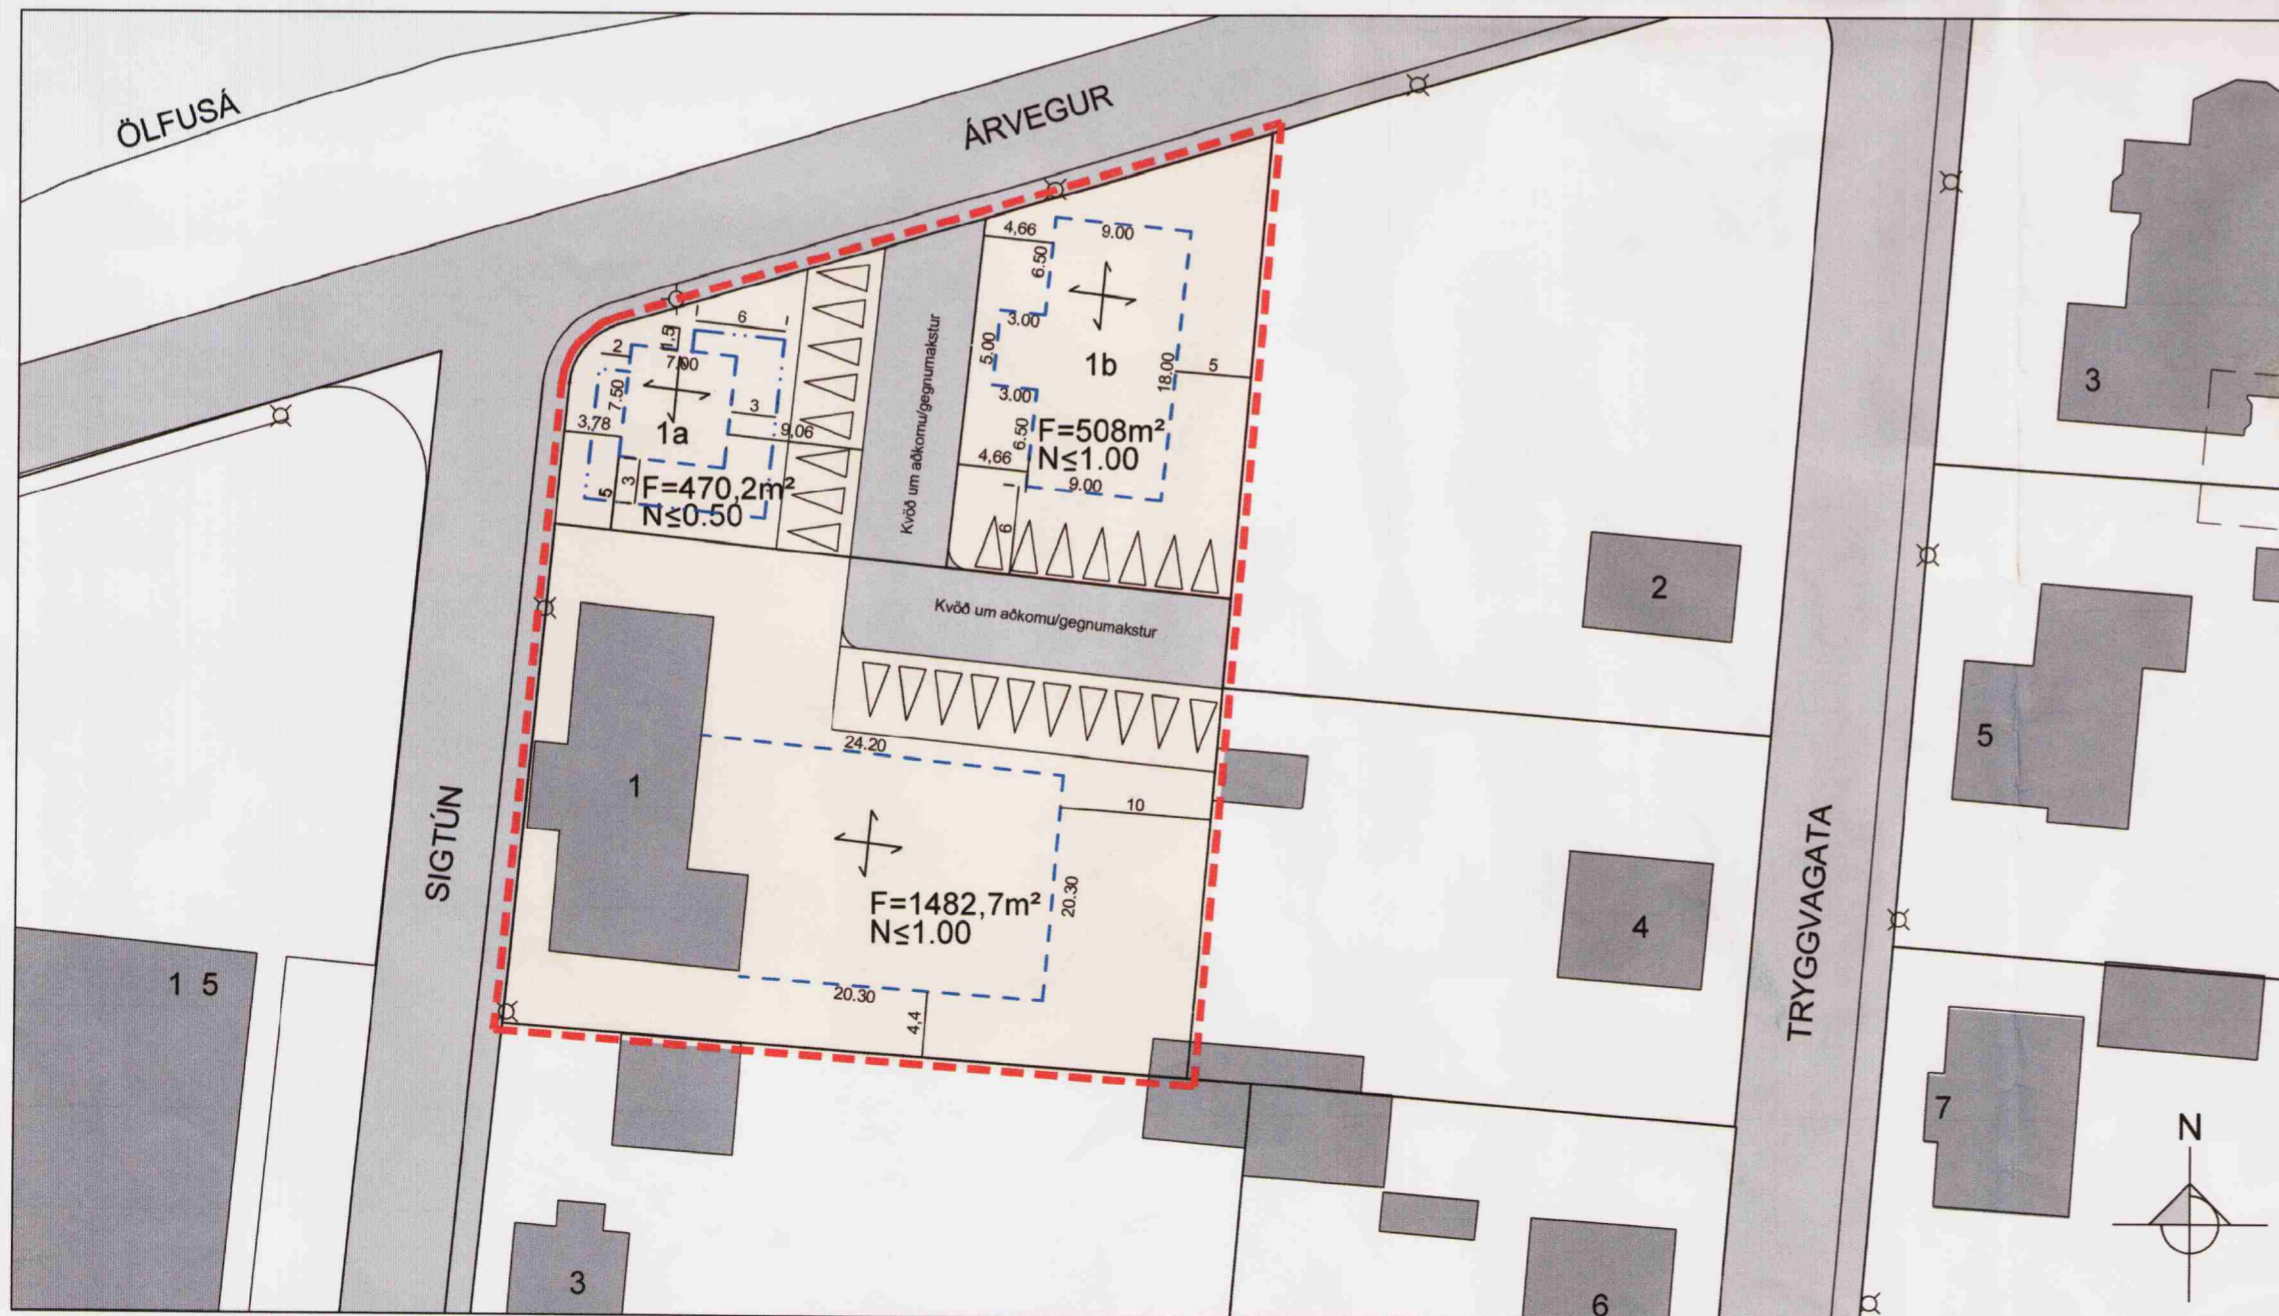 ÖLFUSÁ
ÁRVEGUR
4,66
9.00
6.50
3.00
5.00
1b
18.00
5
3.00
6.50
F=508m²
N≤1.00
4,66
9.00
6
6
1.5
2
7.00
7.50
3
3,78
9,06
1a
3
5
F=470,2m²
N≤0.50
Kvöð um aðkomu/gegnumakstur
Kvöð um aðkomu/gegnumakstur
24.20
10
1
SIGTÚN
F=1482,7m²
N≤1.00
20.30
20.30
4,4
1 5
3
2
4
6
TRYGGVAGATA
3
5
7
N